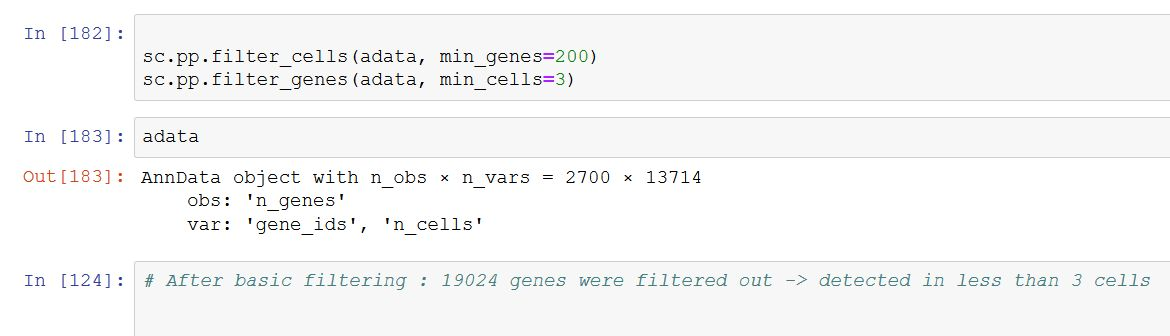 In [182]:
sc.pp.filter_cells(adata, min_genes=200)
sc.pp.filter_genes(adata, min_cells=3)
In [183]: adata
Out[183]: AnnData object with n_obs × n_vars = 2700 × 13714
obs: 'n_genes'
var: 'gene_ids', 'n_cells'
In [124]: # After basic filtering : 19024 genes were filtered out -> detected in less than 3 cells